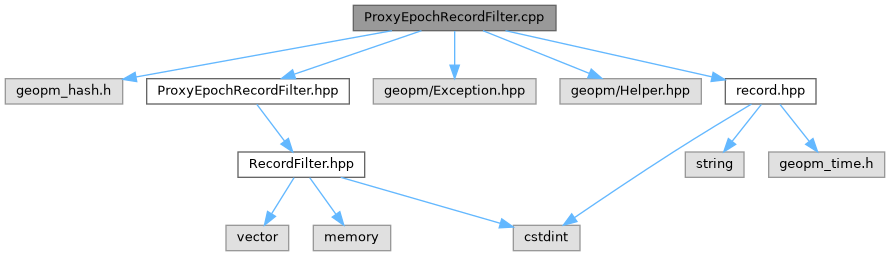 ProxyEpochRecordFilter.cpp
geopm_hash.h
ProxyEpochRecordFilter.hpp
geopm/Exception.hpp
geopm/Helper.hpp
record.hpp
RecordFilter.hpp
string
geopm_time.h
vector
memory
cstdint